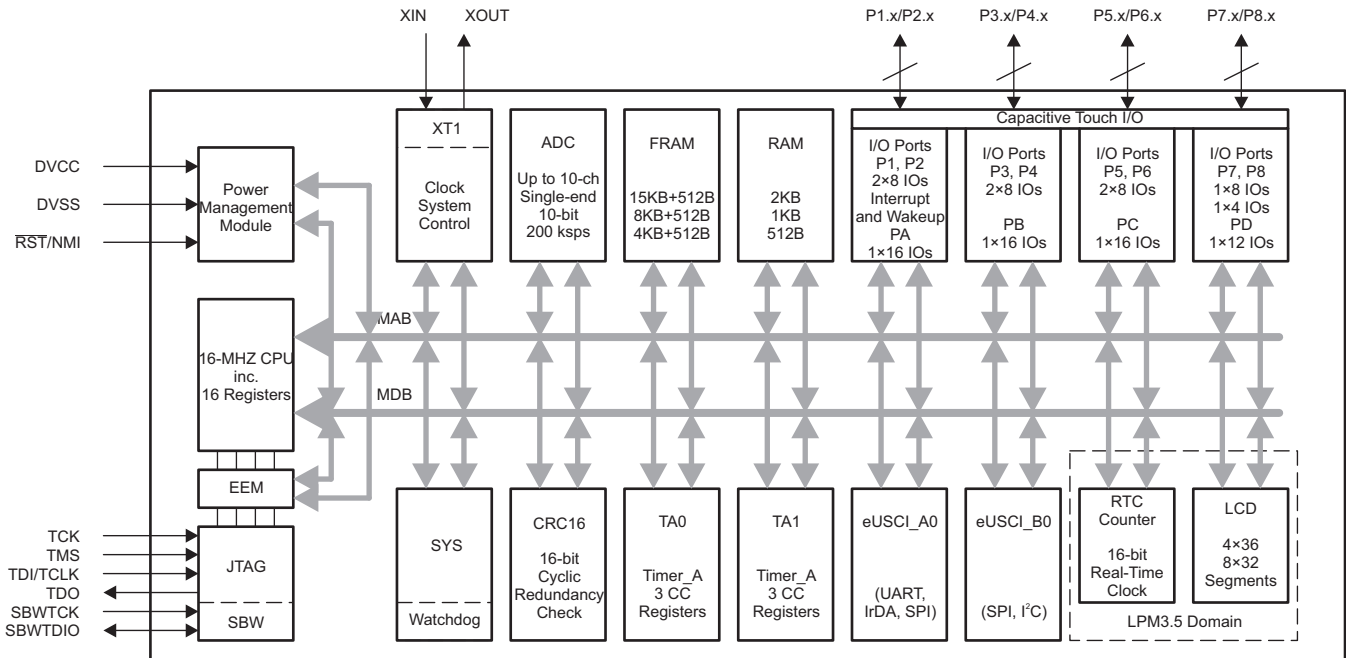 XIN
XOUT
P1.x/P2.x
P3.x/P4.x
P5.x/P6.x
P7.x/P8.x
DVCC
DVSS
RST/NMI
Power
Management
Module
XT1
Clock
System
Control
ADC
Up to 10-ch
Single-end
10-bit
200 ksps
FRAM
15KB+512B
8KB+512B
4KB+512B
RAM
2KB
1KB
512B
Capacitive Touch I/O
I/O Ports
P1, P2
2×8 IOs
Interrupt
and Wakeup
PA
1×16 IOs
I/O Ports
P3, P4
2×8 IOs
PB
1×16 IOs
I/O Ports
P5, P6
2×8 IOs
PC
1×16 IOs
I/O Ports
P7, P8
1×8 IOs
1×4 IOs
PD
1×12 IOs
MAB
16-MHZ CPU
inc.
16 Registers
MDB
EEM
TCK
TMS
TDI/TCLK
TDO
SBWTCK
SBWTDIO
JTAG
SBW
SYS
Watchdog
CRC16
16-bit
Cyclic
Redundancy
Check
TA0
Timer_A
3 CC
Registers
TA1
Timer_A
3 CC
Registers
eUSCI_A0
(UART,
IrDA, SPI)
eUSCI_B0
(SPI, I²C)
RTC
Counter
16-bit
Real-Time
Clock
LCD
4×36
8×32
Segments
LPM3.5 Domain